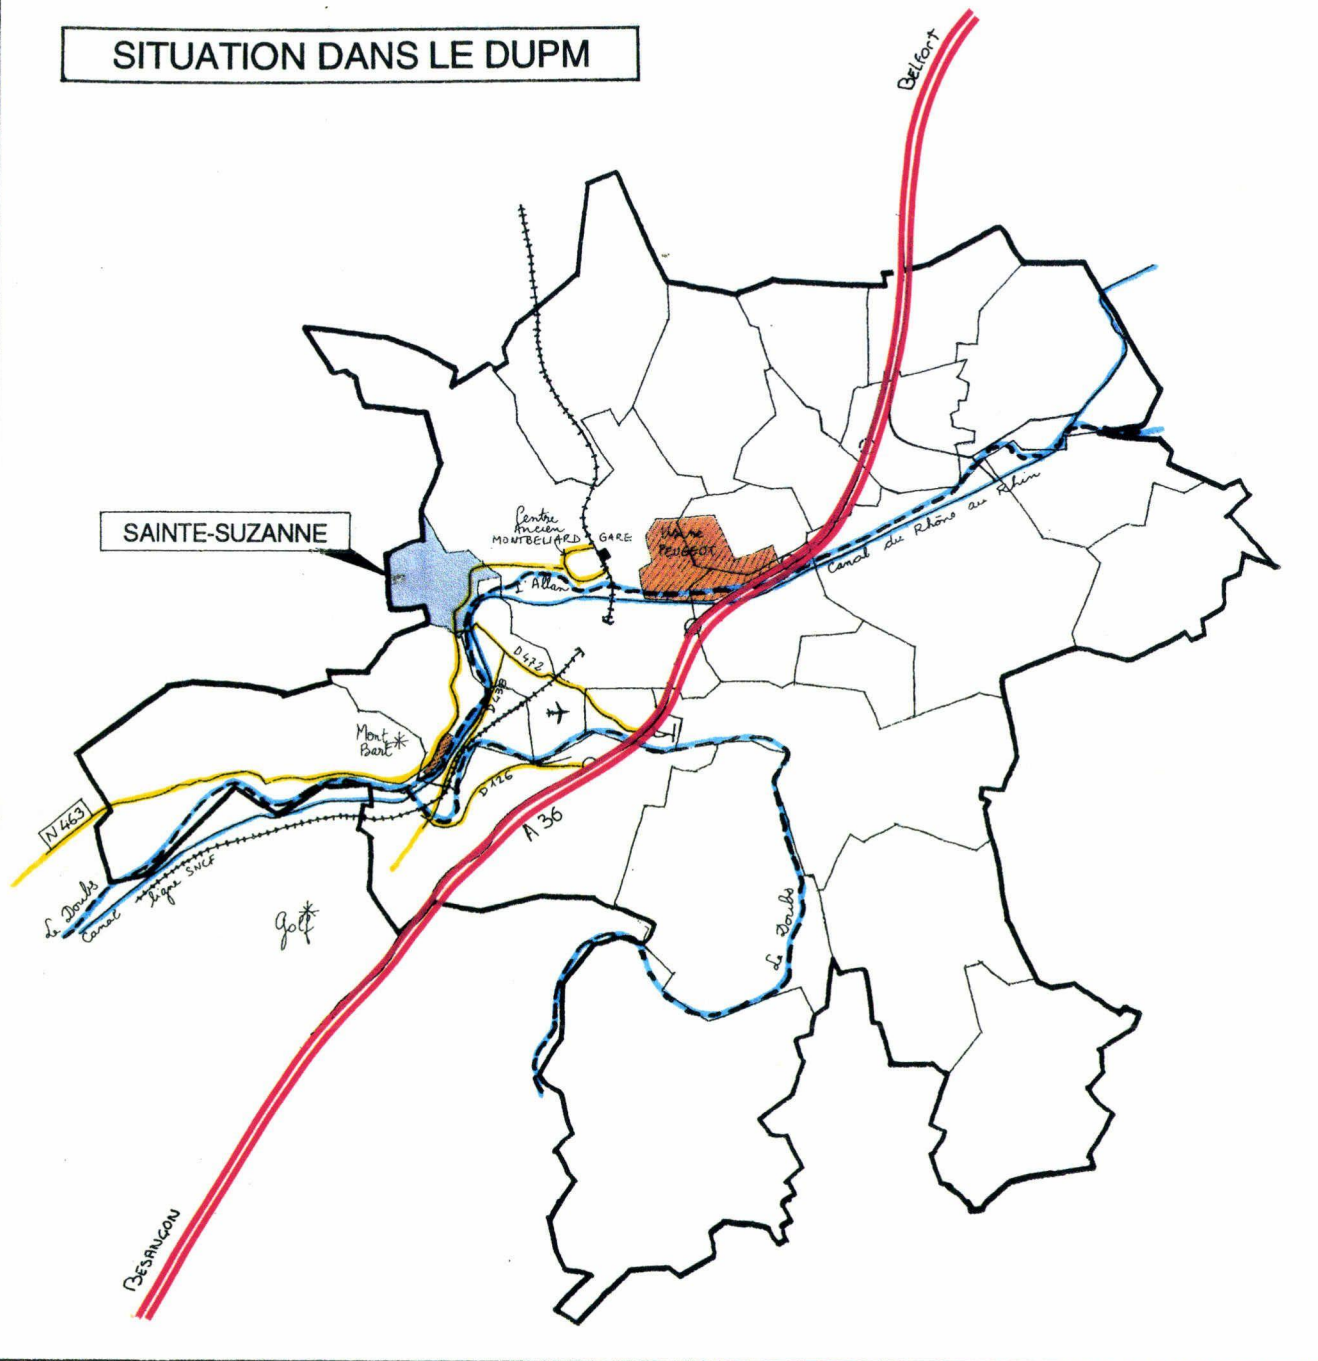 SITUATION DANS LE DUPM
BELFORT
SAINTE-SUZANNE
Centre
Ancien
MONTBELIARD
GARE
Usine
PEUGEOT
L'Allan
Canal du Rhône au Rhin
D 472
D 438
Mont
Bart
D 126
N 463
A 36
Le Doubs
Canal
ligne SNCF
Golf
Le Doubs
BESANÇON